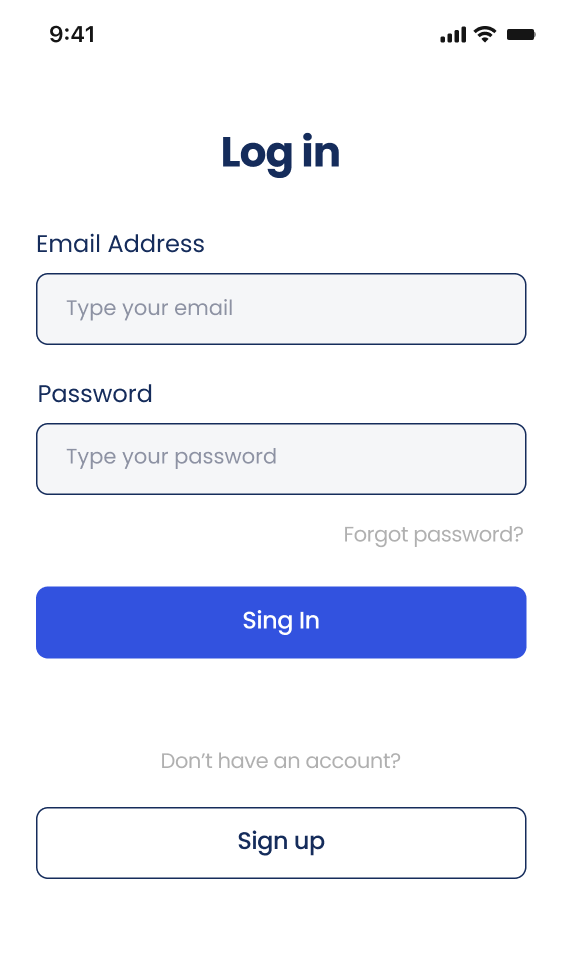 9:41
Log in
Email Address
Type your email
Password
Type your password
Forgot password?
Sing In
Don’t have an account?
Sign up